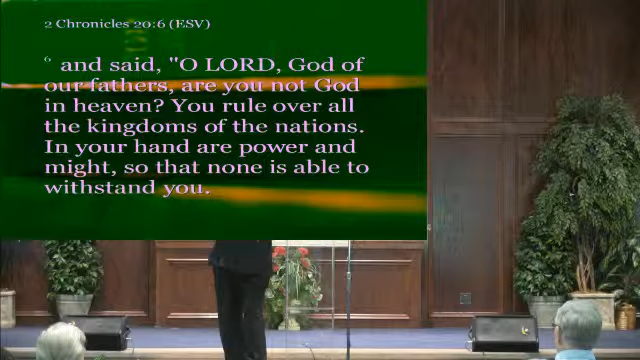 2 Chronicles 20:6 (ESV)
6 and said, "O LORD, God of
our fathers, are you not God
in heaven? You rule over all
the kingdoms of the nations.
In your hand are power and
might, so that none is able to
withstand you.